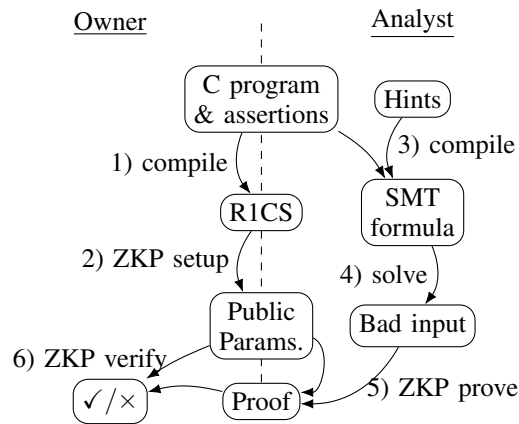 Owner
Analyst
C program
& assertions
Hints
1) compile
3) compile
R1CS
SMT
formula
2) ZKP setup
4) solve
Public
Params.
Bad input
6) ZKP verify
5) ZKP prove
✓/×
Proof